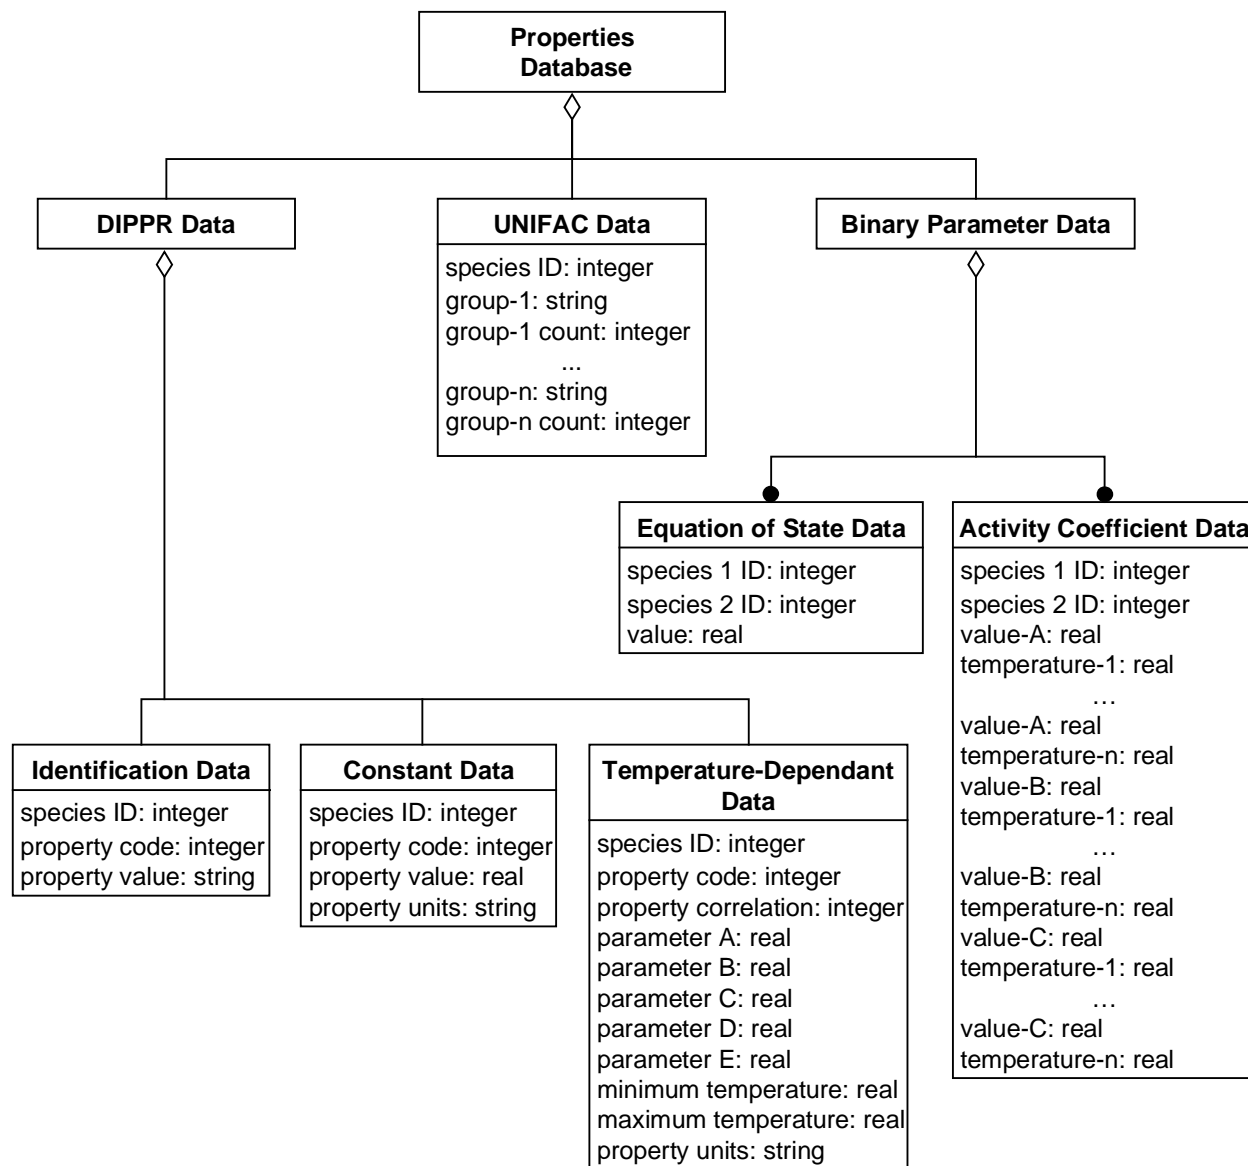 Properties
Database
DIPPR Data
UNIFAC Data
species ID: integer
group-1: string
group-1 count: integer
...
group-n: string
group-n count: integer
Binary Parameter Data
Equation of State Data
species 1 ID: integer
species 2 ID: integer
value: real
Activity Coefficient Data
species 1 ID: integer
species 2 ID: integer
value-A: real
temperature-1: real
…
value-A: real
temperature-n: real
value-B: real
temperature-1: real
…
value-B: real
temperature-n: real
value-C: real
temperature-1: real
…
value-C: real
temperature-n: real
Identification Data
species ID: integer
property code: integer
property value: string
Constant Data
species ID: integer
property code: integer
property value: real
property units: string
Temperature-Dependant
Data
species ID: integer
property code: integer
property correlation: integer
parameter A: real
parameter B: real
parameter C: real
parameter D: real
parameter E: real
minimum temperature: real
maximum temperature: real
property units: string